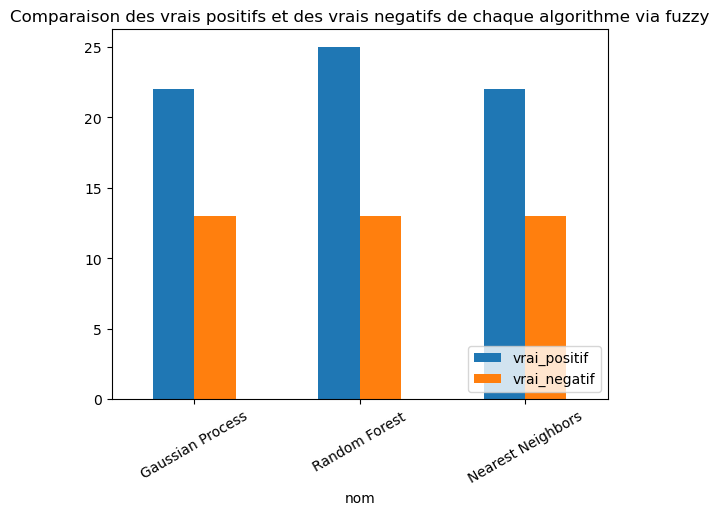 Comparaison des vrais positifs et des vrais negatifs de chaque algorithme via fuzzy
25
20
15
10
5
0
vrai_positif
vrai_negatif
Gaussian Process
Random Forest
Nearest Neighbors
nom